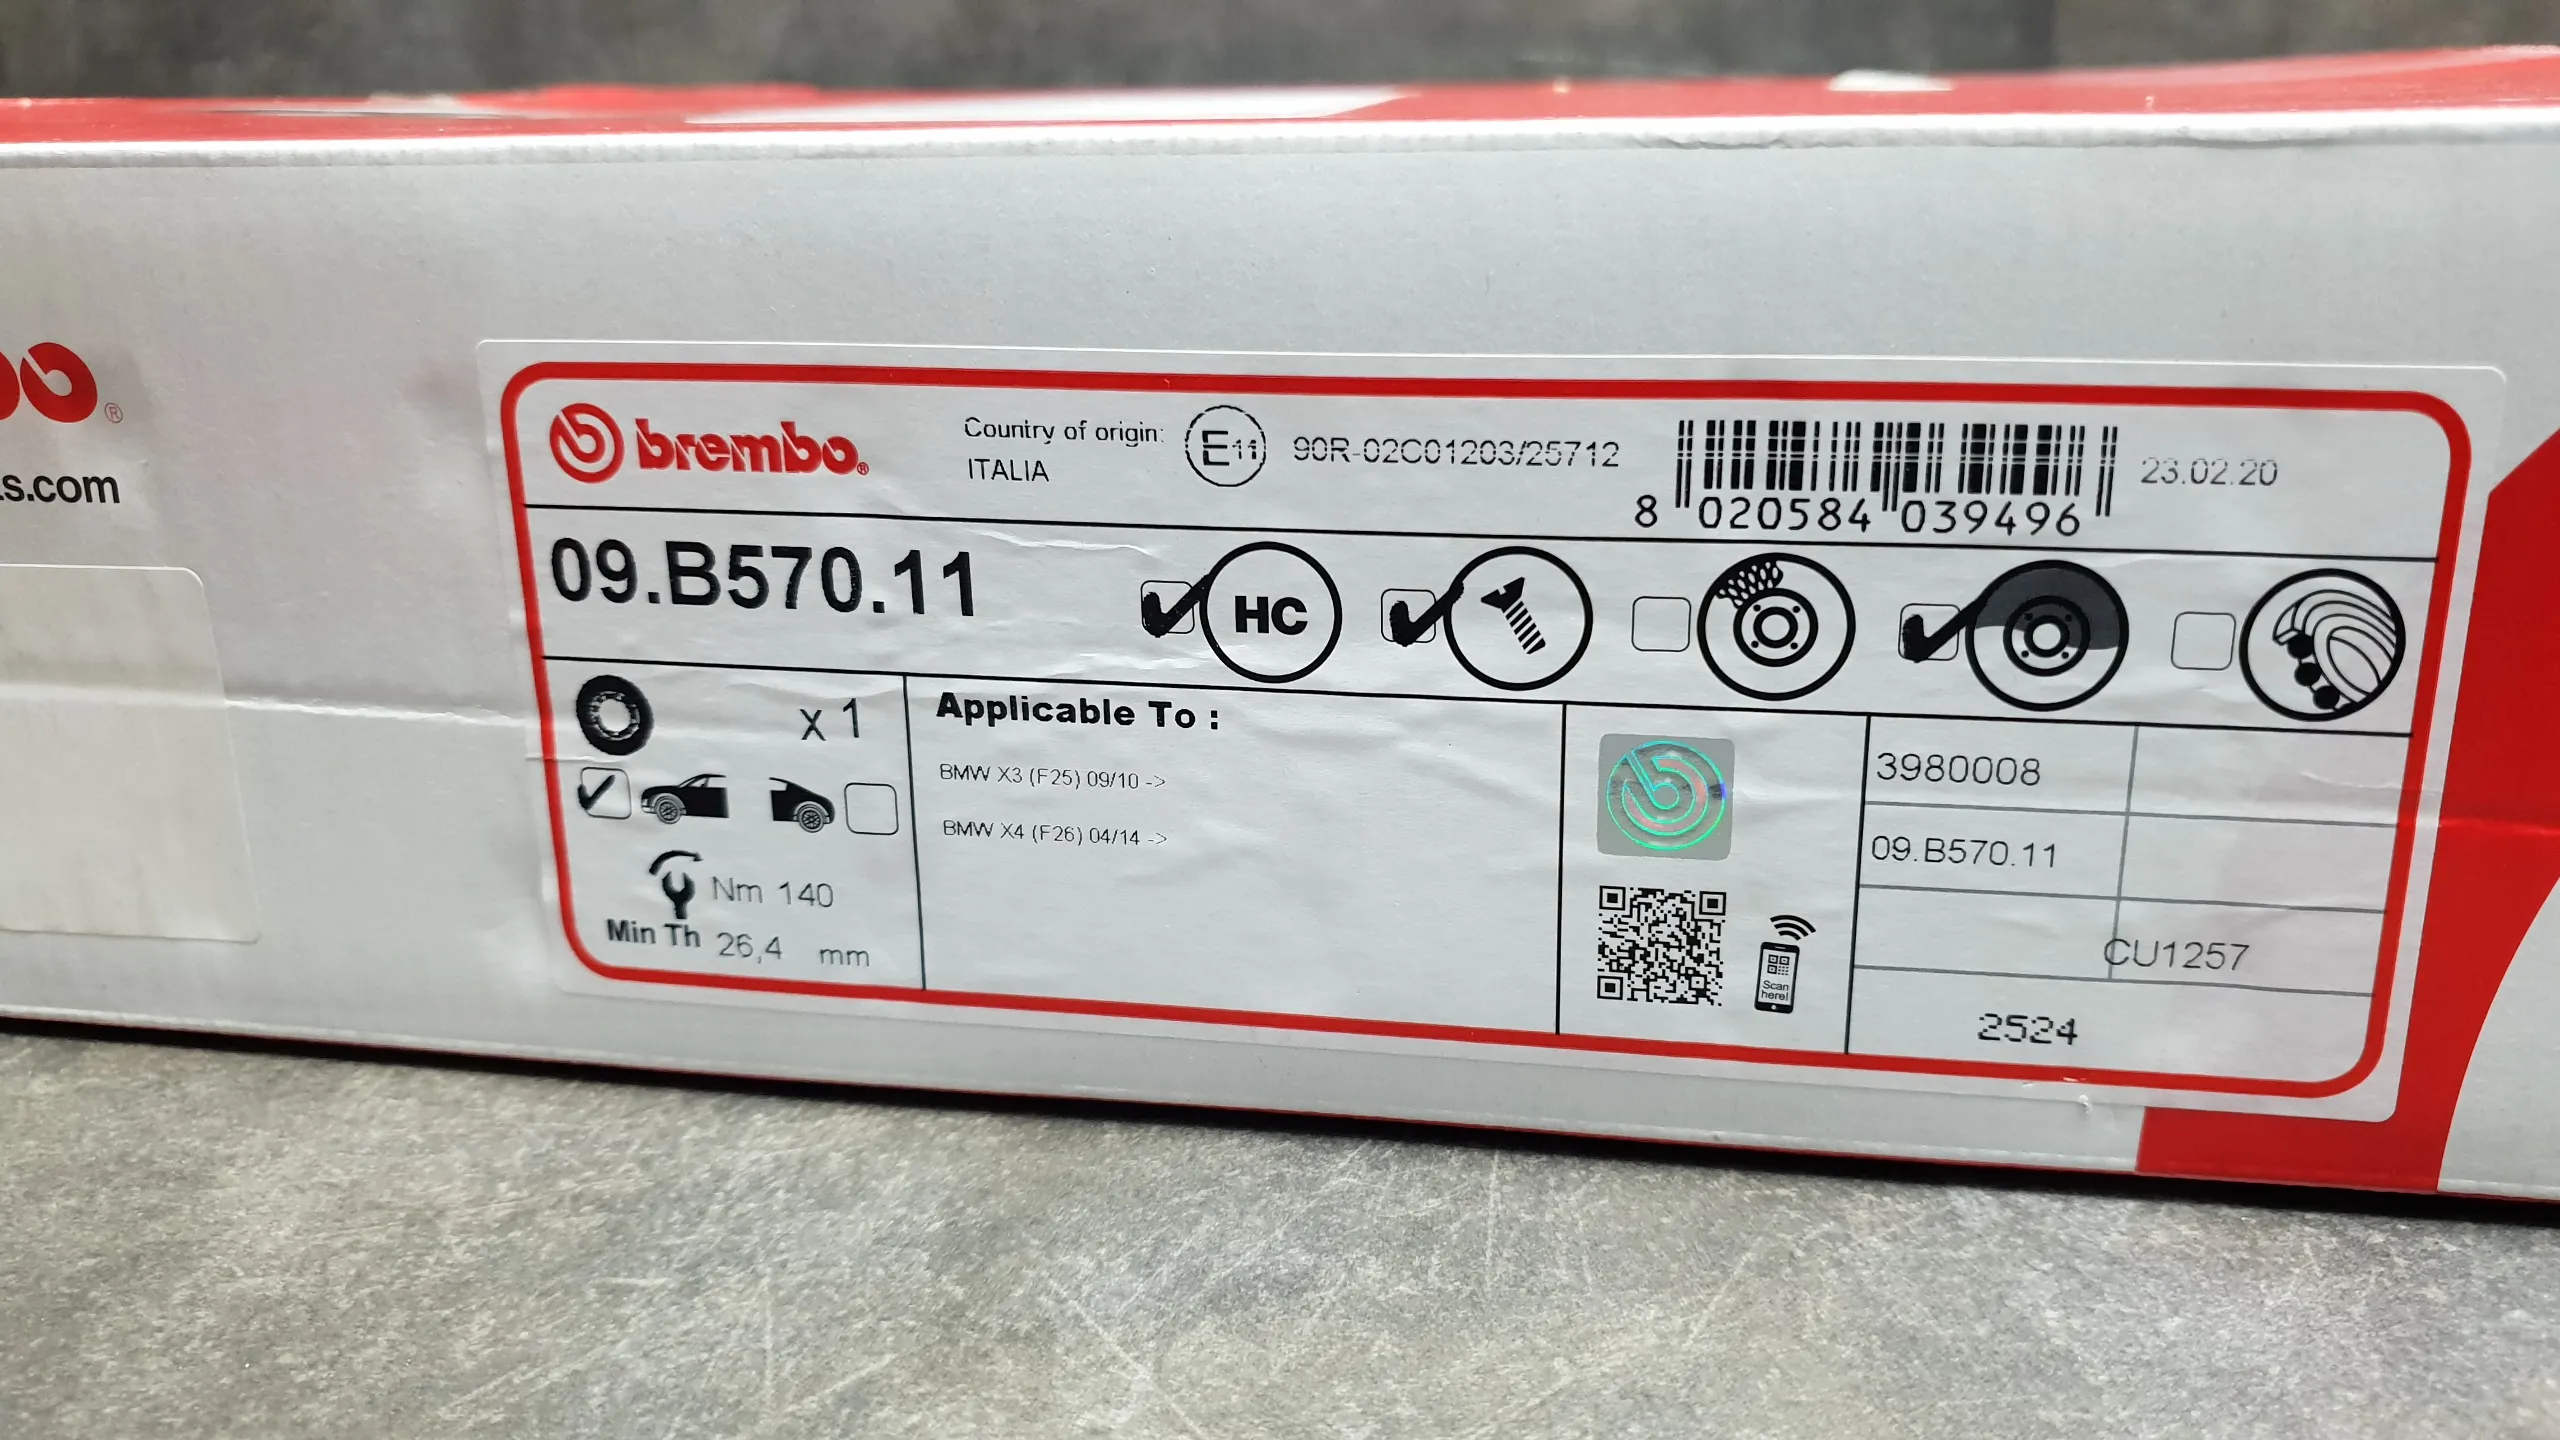 ®
s.com
brembo®
Country of origin:
ITALIA
E11
90R-02C01203/25712
8 020584 039496
23.02.20
09.B570.11
HC
x 1
Nm 140
Min Th 26,4 mm
Applicable To :
BMW X3 (F25) 09/10 ->
BMW X4 (F26) 04/14 ->
Scan
here!
3980008
09.B570.11
CU1257
2524